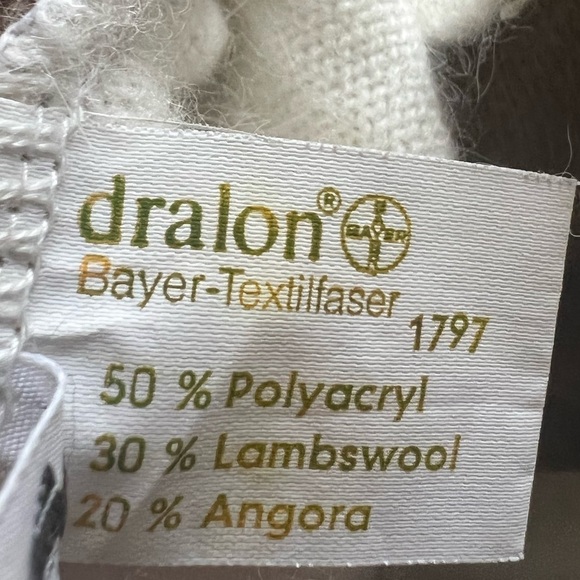 dralon®
BAYER
Bayer-Textilfaser
1797
50 % Polyacryl
30 % Lambswool
20 % Angora